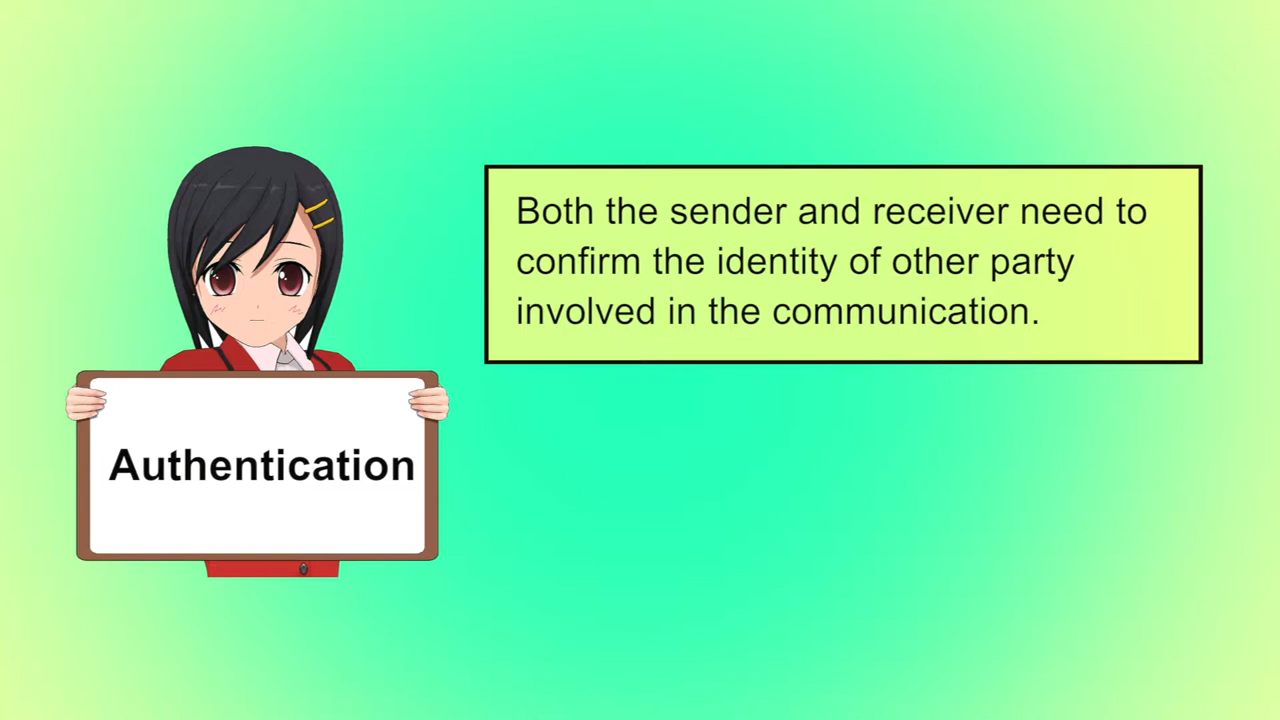 Both the sender and receiver need to
confirm the identity of other party
involved in the communication.
Authentication